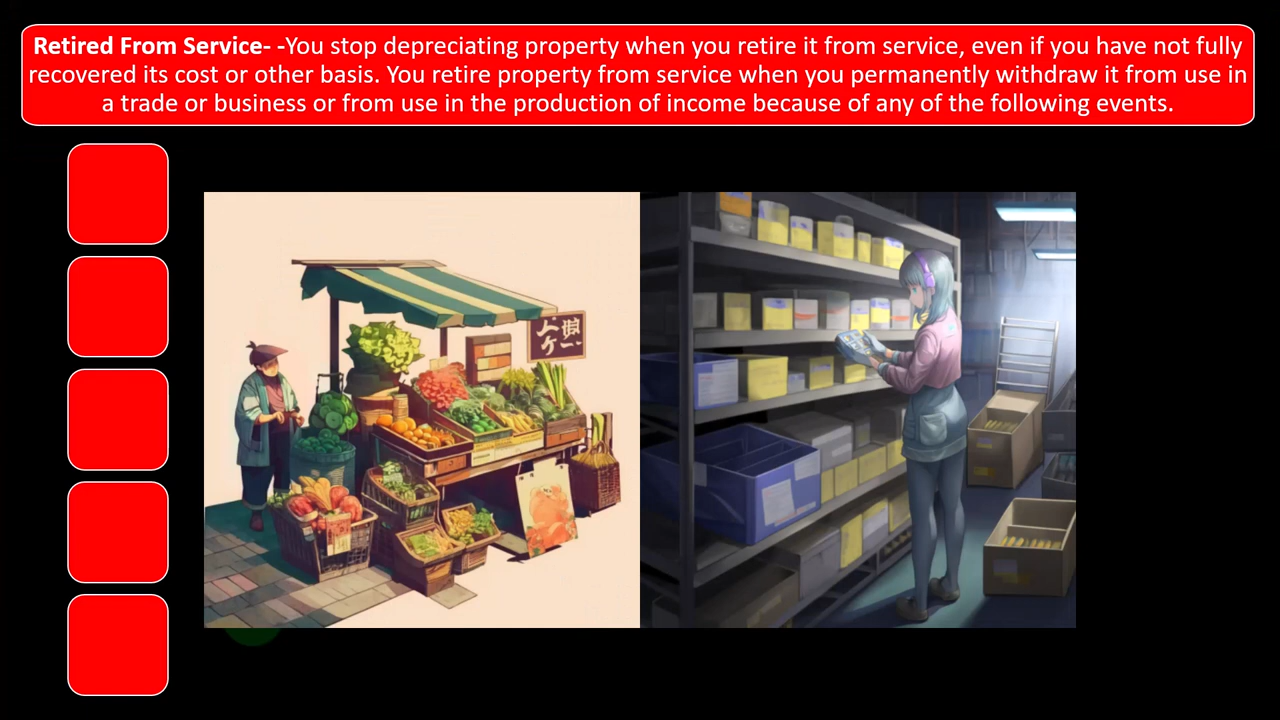 Retired From Service- -You stop depreciating property when you retire it from service, even if you have not fully
recovered its cost or other basis. You retire property from service when you permanently withdraw it from use in
a trade or business or from use in the production of income because of any of the following events.